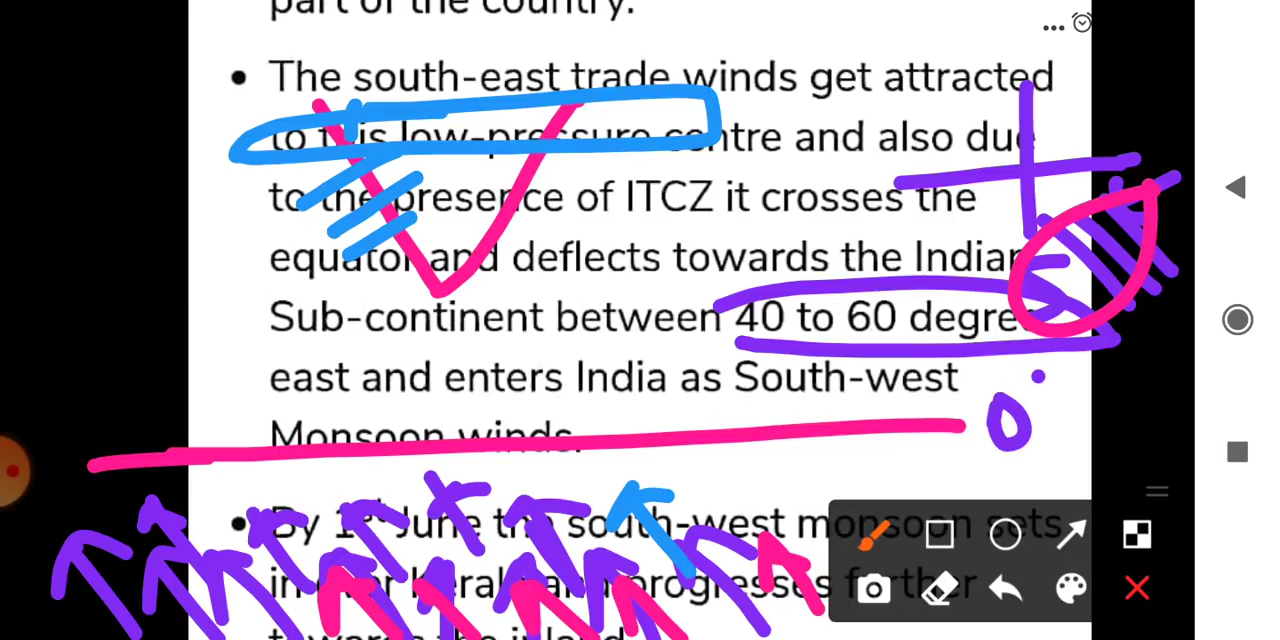 part of the country.
• The south-east trade winds get attracted
to this low-pressure centre and also due
to the presence of ITCZ it crosses the
equator and deflects towards the Indian
Sub-continent between 40 to 60 degree
east and enters India as South-west
Monsoon winds.
• By 1st June the south-west monsoon sets
in over kerala and progresses further
towards the inland